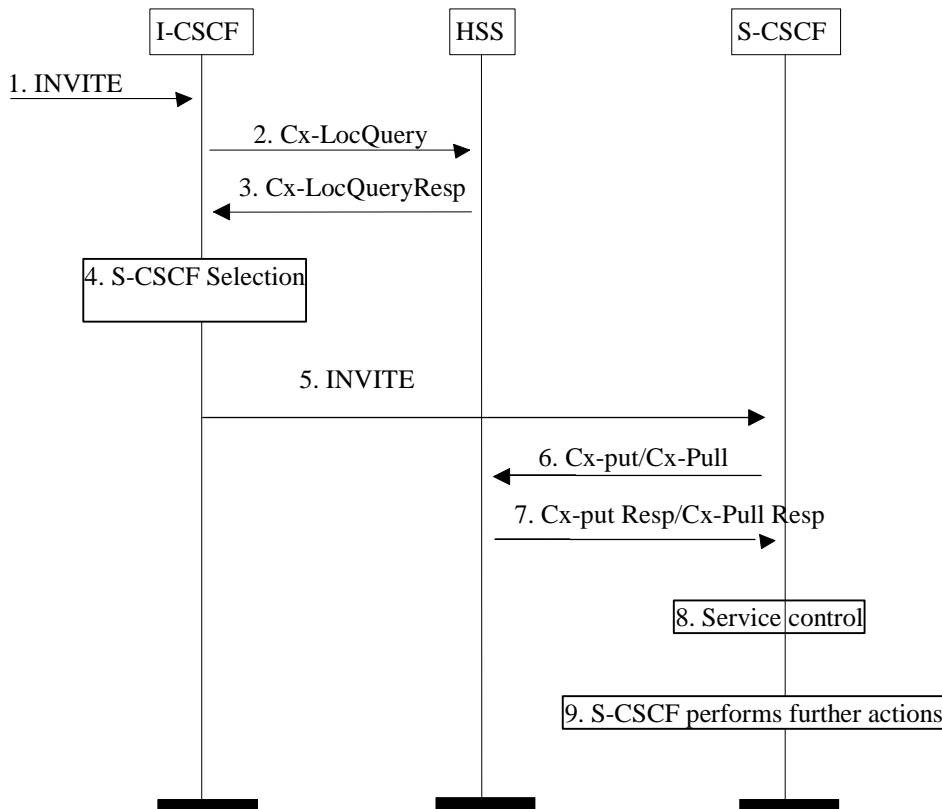 I-CSCF
HSS
S-CSCF
1. INVITE
2. Cx-LocQuery
3. Cx-LocQueryResp
4. S-CSCF Selection
5. INVITE
6. Cx-put/Cx-Pull
7. Cx-put Resp/Cx-Pull Resp
8. Service control
9. S-CSCF performs further actions